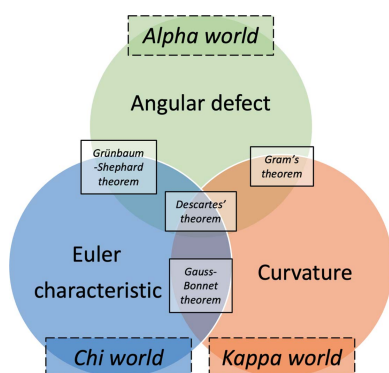 Alpha world
Angular defect
Grünbaum
-Shephard
theorem
Gram's
theorem
Descartes'
theorem
Euler
characteristic
Gauss-
Bonnet
theorem
Curvature
Chi world
Kappa world